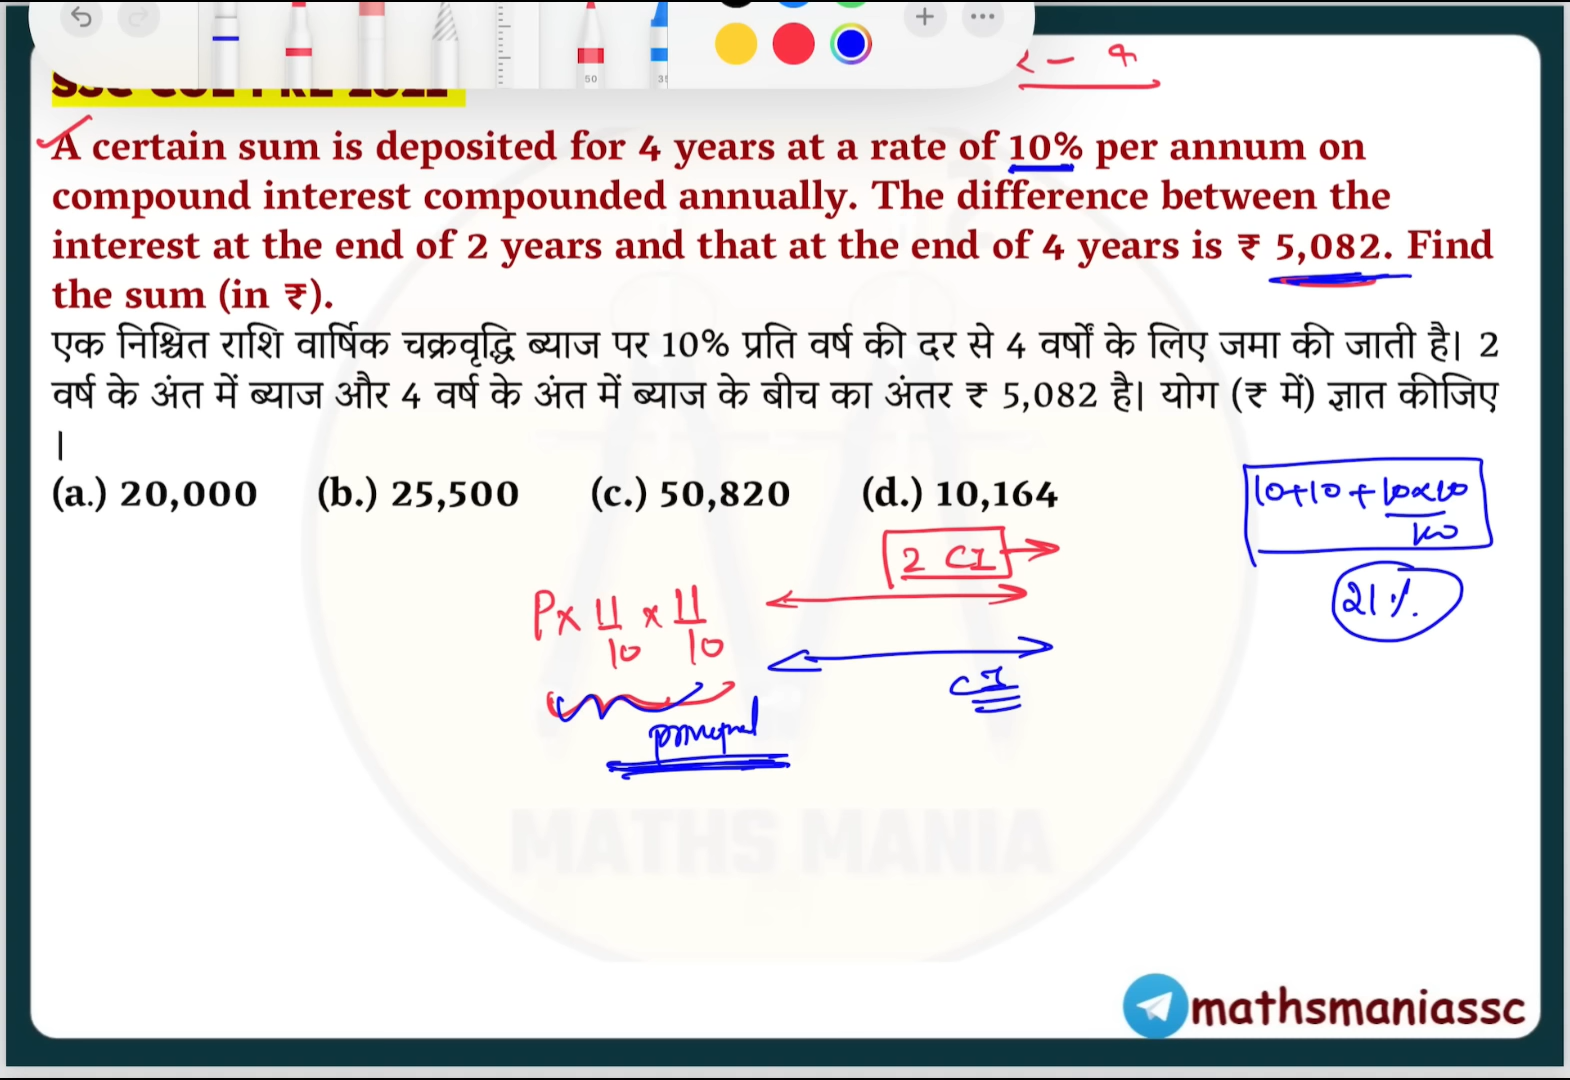 50
A certain sum is deposited for 4 years at a rate of 10% per annum on
compound interest compounded annually. The difference between the
interest at the end of 2 years and that at the end of 4 years is ₹ 5,082. Find
the sum (in ₹).
एक निश्चित राशि वार्षिक चक्रवृद्धि ब्याज पर 10% प्रति वर्ष की दर से 4 वर्षों के लिए जमा की जाती है। 2
वर्ष के अंत में ब्याज और 4 वर्ष के अंत में ब्याज के बीच का अंतर ₹ 5,082 है। योग (₹ में) ज्ञात कीजिए
।
(a.) 20,000 (b.) 25,500 (c.) 50,820 (d.) 10,164
10+10+ 10×10/100
21%
2 CI
P× 11/10 × 11/10
CI
principal
MATHS MANIA
mathsmaniassc